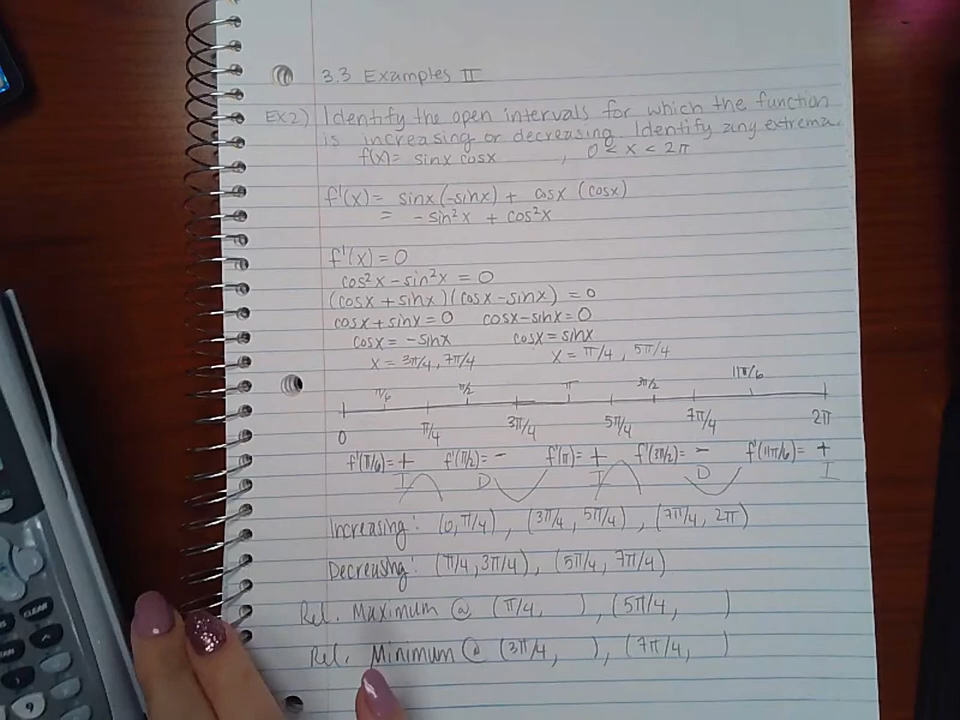 3.3 Examples II
EX2) Identify the open intervals for which the function
is increasing or decreasing. Identify any extrema.
f(x) = sinx cosx , 0 < x < 2π
f'(x) = sinx(-sinx) + cosx (cosx)
= -sin²x + cos²x
f'(x) = 0
cos²x - sin²x = 0
(cosx + sinx)(cosx - sinx) = 0
cosx + sinx = 0 cosx - sinx = 0
cosx = -sinx cosx = sinx
x = 3π/4, 7π/4 x = π/4, 5π/4
π/6 π/2 π 3π/2 11π/6
0 π/4 3π/4 5π/4 7π/4 2π
f'(π/6) = + f'(π/2) = - f'(π) = + f'(3π/2) = - f'(11π/6) = +
I D I D I
Increasing: (0, π/4), (3π/4, 5π/4), (7π/4, 2π)
Decreasing: (π/4, 3π/4), (5π/4, 7π/4)
Rel. Maximum @ (π/4, ), (5π/4, )
Rel. Minimum @ (3π/4, ), (7π/4, )
CLEAR
9